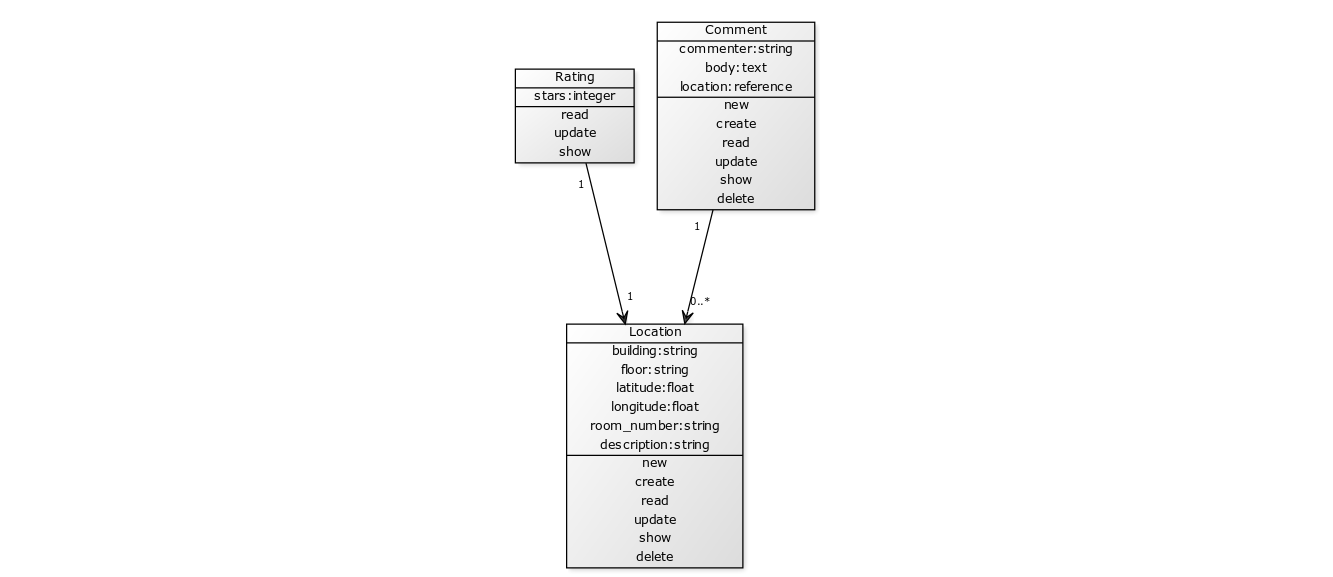 Comment
commenter:string
body:text
location:reference
new
create
read
update
show
delete
Rating
stars:integer
read
update
show
1
1
1
0..*
Location
building:string
floor:string
latitude:float
longitude:float
room_number:string
description:string
new
create
read
update
show
delete